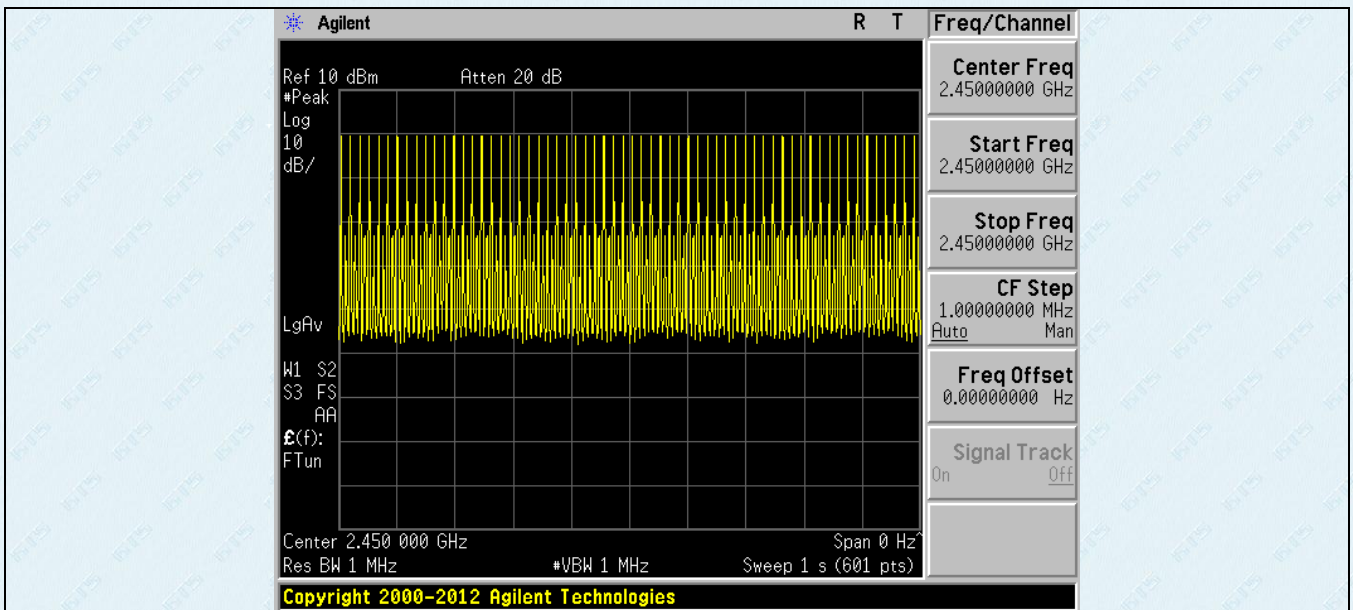 Agilent R T
Freq/Channel
Ref 10 dBm Atten 20 dB
#Peak
Log
10
dB/
LgAv
W1 S2
S3 FS
AA
£(f):
FTun
Center 2.450 000 GHz Span 0 Hz^
Res BW 1 MHz #VBW 1 MHz Sweep 1 s (601 pts)
Center Freq
2.45000000 GHz
Start Freq
2.45000000 GHz
Stop Freq
2.45000000 GHz
CF Step
1.00000000 MHz
Auto Man
Freq Offset
0.00000000 Hz
Signal Track
On Off
Copyright 2000-2012 Agilent Technologies